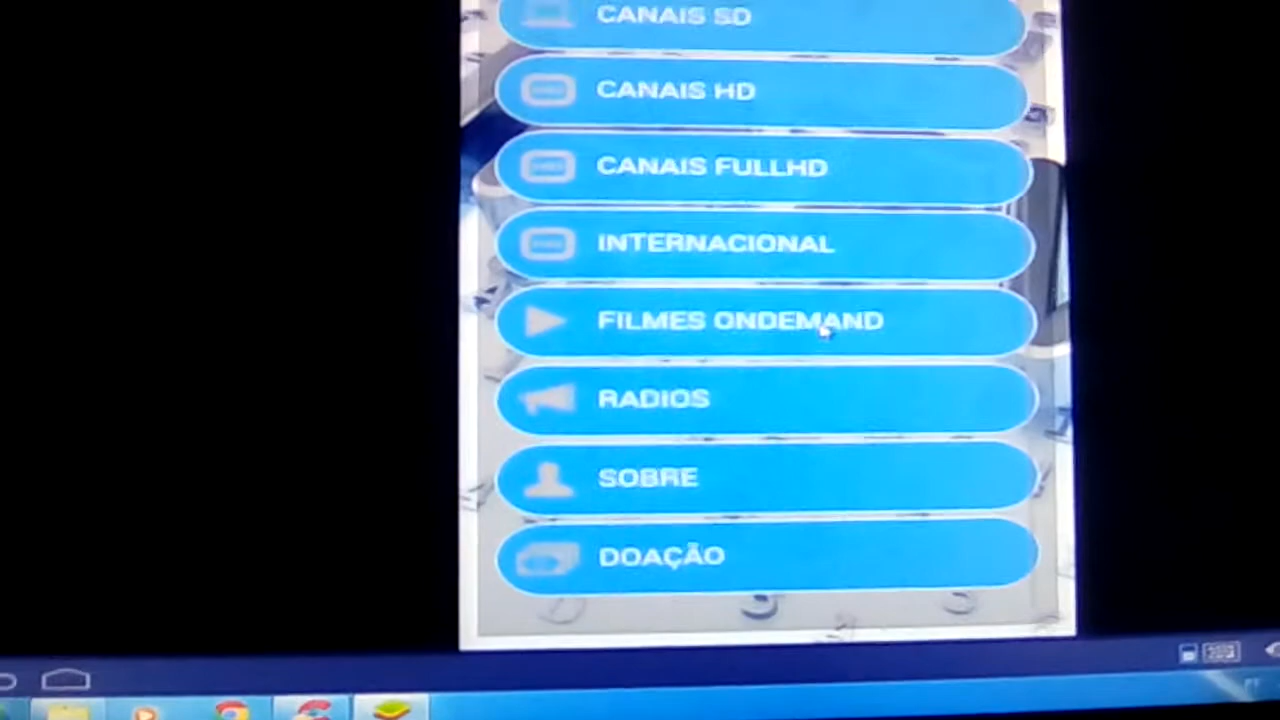 CANAIS SD
CANAIS HD
CANAIS FULLHD
INTERNACIONAL
FILMES ONDEMAND
RADIOS
SOBRE
DOAÇÃO